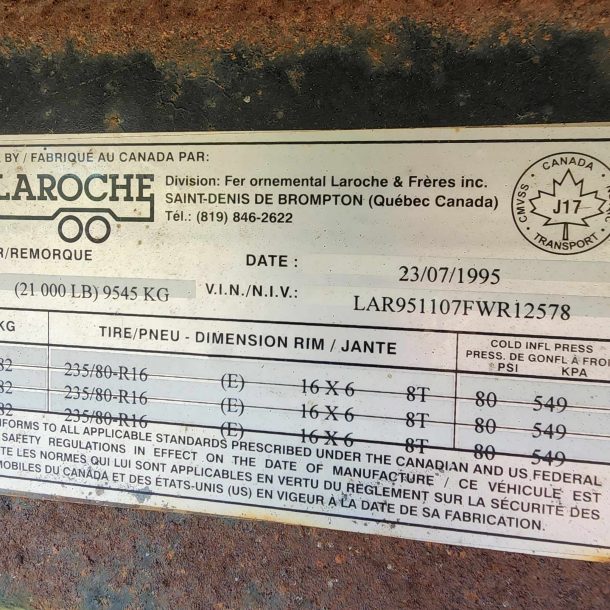 BY / FABRIQUÉ AU CANADA PAR:
LAROCHE
Division: Fer ornemental Laroche & Frères inc.
SAINT-DENIS DE BROMPTON (Québec Canada)
Tél.: (819) 846-2622
CMVSS CANADA
J17
TRANSPORT
R/REMORQUE
DATE : 23/07/1995
(21 000 LB) 9545 KG V.I.N./N.I.V.: LAR951107FWR12578
KG TIRE/PNEU - DIMENSION RIM / JANTE COLD INFL PRESS
PRESS. DE GONFL À FROI
PSI KPA
82 235/80-R16 (E) 16 X 6 8T 80 549
82 235/80-R16 (E) 16 X 6 8T 80 549
82 235/80-R16 (E) 16 X 6 8T 80 549
IFORMS TO ALL APPLICABLE STANDARDS PRESCRIBED UNDER THE CANADIAN AND US FEDERAL
SAFETY REGULATIONS IN EFFECT ON THE DATE OF MANUFACTURE / CE VÉHICULE EST
TE LES NORMES QUI LUI SONT APPLICABLES EN VERTU DU RÈGLEMENT SUR LA SÉCURITÉ DES
MOBILES DU CANADA ET DES ÉTATS-UNIS (US) EN VIGEUR À LA DATE DE SA FABRICATION.